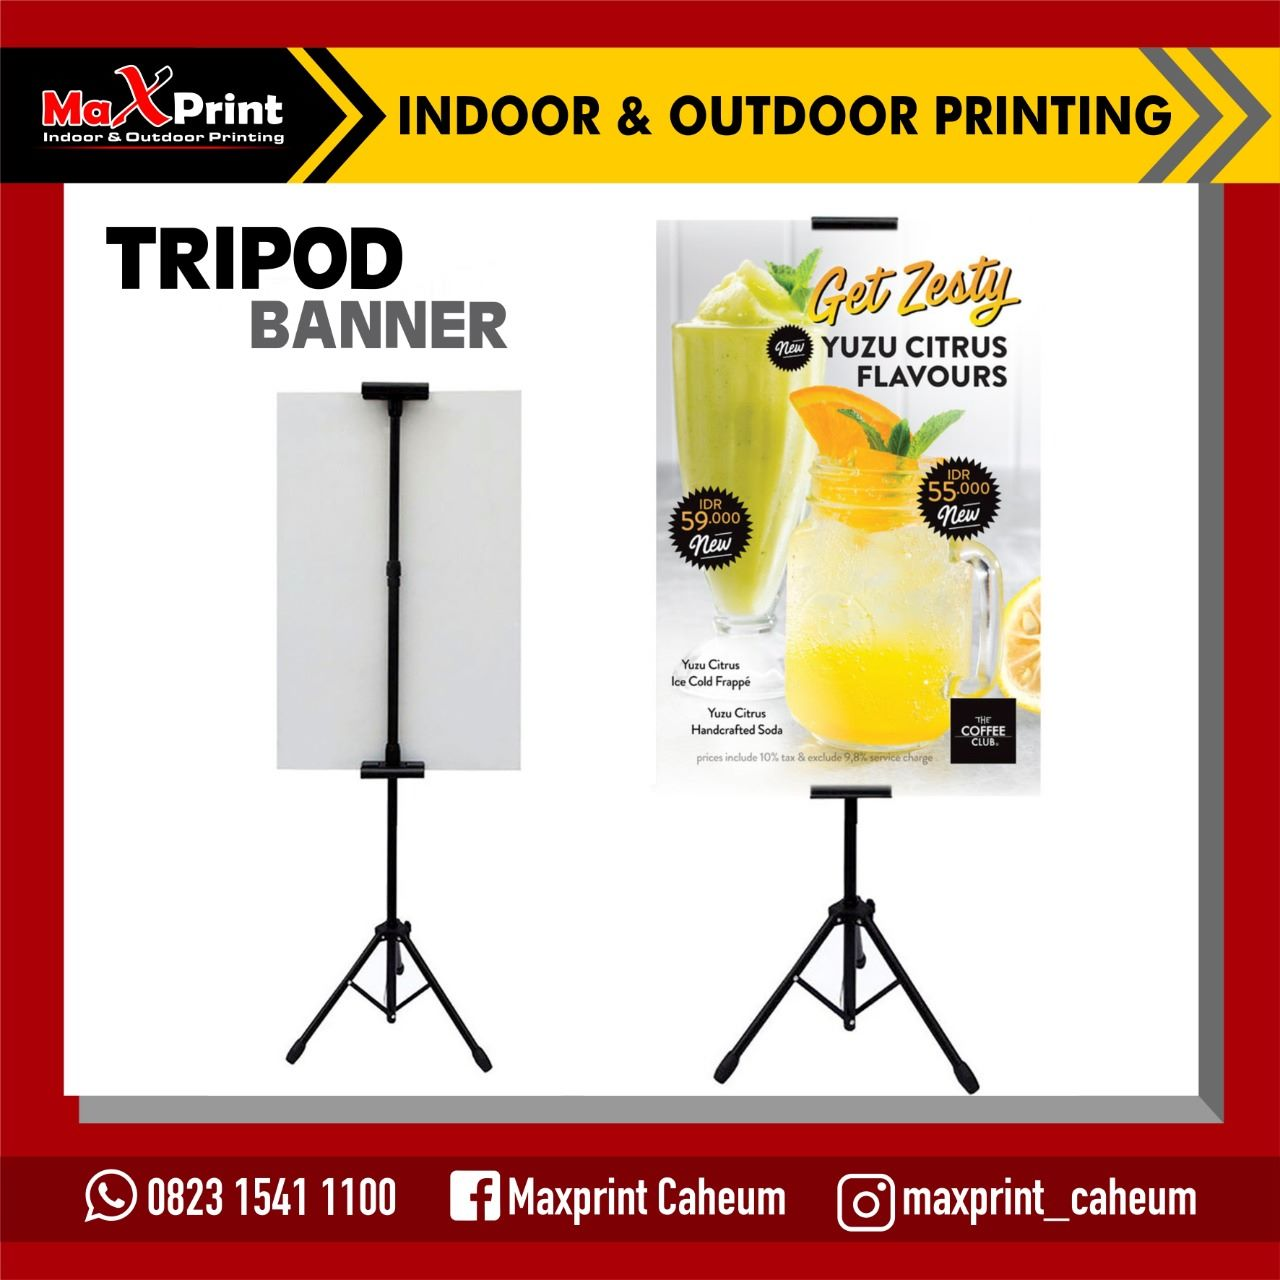 MaXPrint
Indoor & Outdoor Printing
INDOOR & OUTDOOR PRINTING
TRIPOD
BANNER
Get Zesty
New
YUZU CITRUS
FLAVOURS
IDR
59.000
New
IDR
55.000
New
Yuzu Citrus
Ice Cold Frappé
Yuzu Citrus
Handcrafted Soda
THE
COFFEE
CLUB
prices include 10% tax & exclude 9,8% service charge
0823 1541 1100
Maxprint Caheum
maxprint_caheum